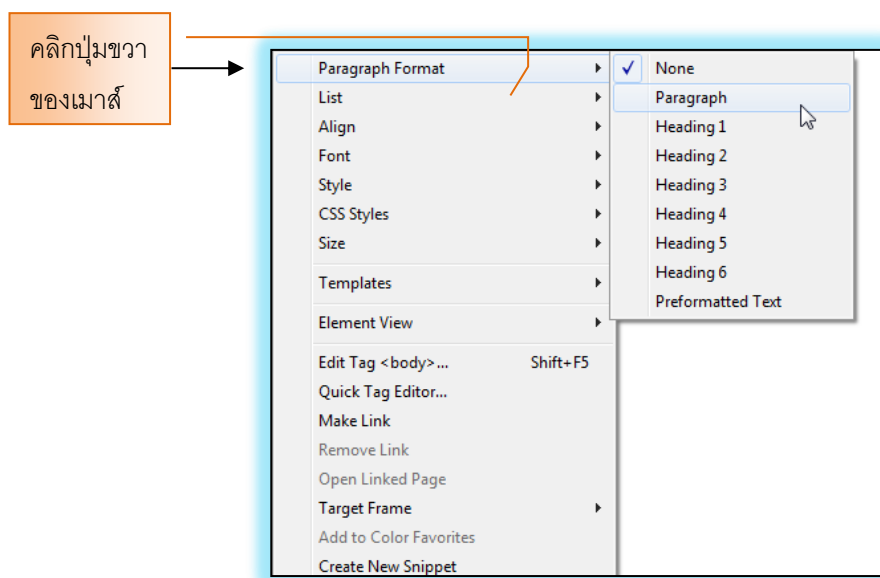 คลิกปุ่มขวา
ของเมาส์
Paragraph Format
List
Align
Font
Style
CSS Styles
Size
Templates
Element View
Edit Tag <body>... Shift+F5
Quick Tag Editor...
Make Link
Remove Link
Open Linked Page
Target Frame
Add to Color Favorites
Create New Snippet
None
Paragraph
Heading 1
Heading 2
Heading 3
Heading 4
Heading 5
Heading 6
Preformatted Text